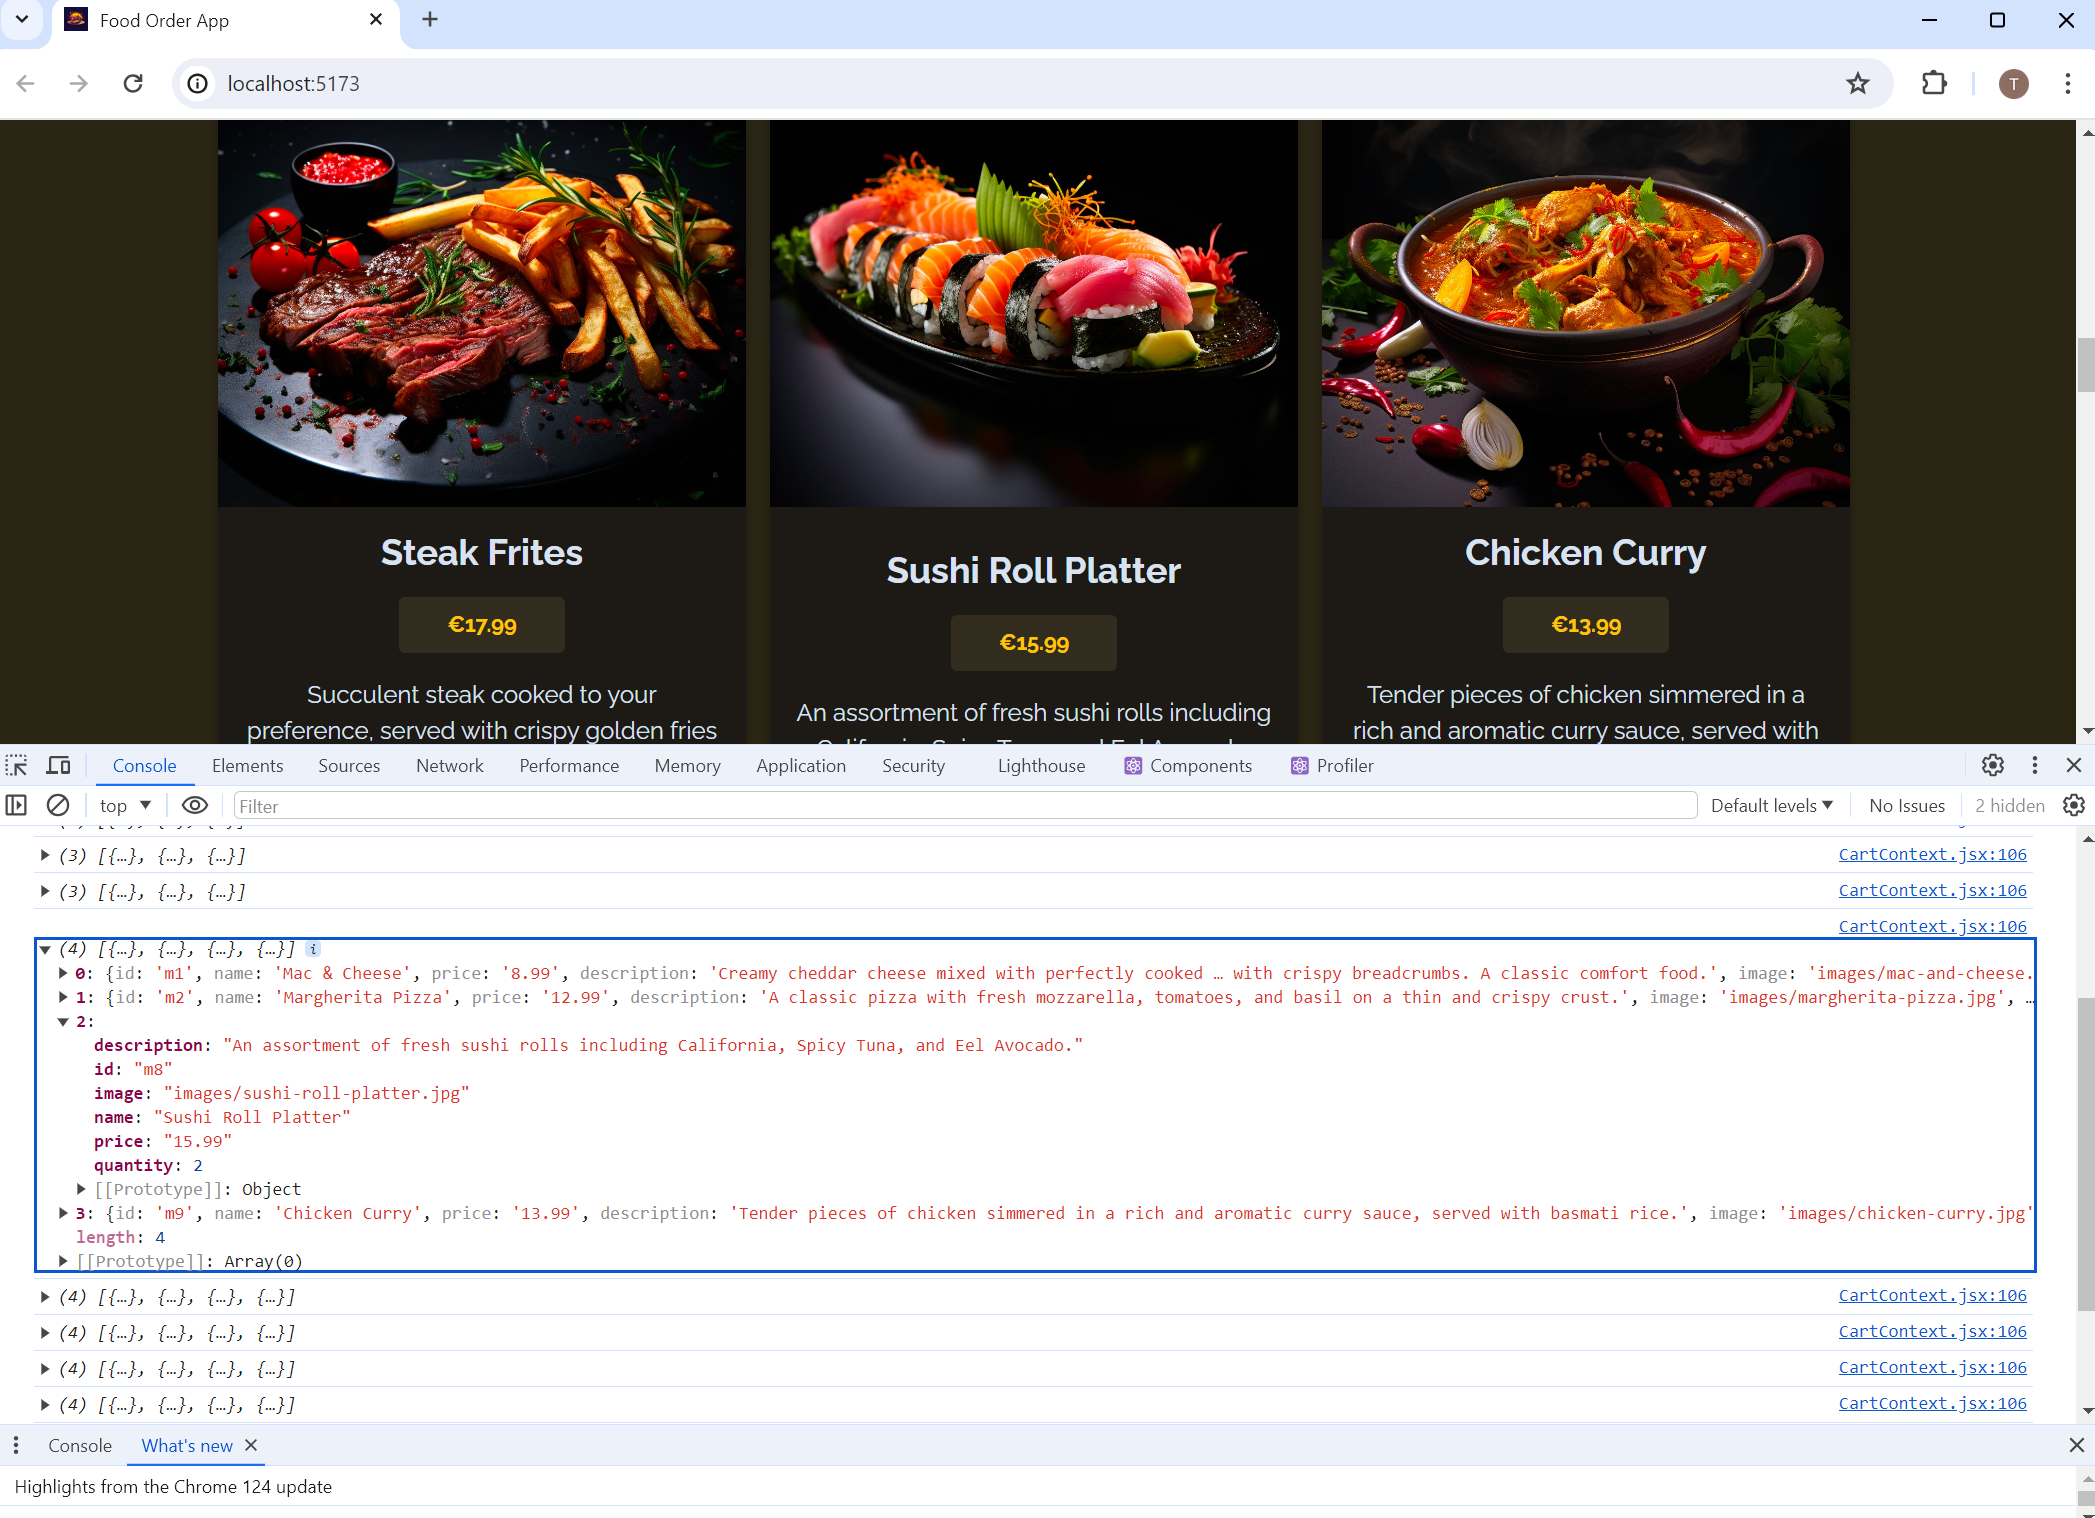 Food Order App
localhost:5173
T
Steak Frites
€17.99
Succulent steak cooked to your
preference, served with crispy golden fries
Sushi Roll Platter
€15.99
An assortment of fresh sushi rolls including
Chicken Curry
€13.99
Tender pieces of chicken simmered in a
rich and aromatic curry sauce, served with
Console Elements Sources Network Performance Memory Application Security Lighthouse Components Profiler
top Filter Default levels No Issues 2 hidden
(3) [{…}, {…}, {…}] CartContext.jsx:106
(3) [{…}, {…}, {…}] CartContext.jsx:106
CartContext.jsx:106
(4) [{…}, {…}, {…}, {…}] i
0: {id: 'm1', name: 'Mac & Cheese', price: '8.99', description: 'Creamy cheddar cheese mixed with perfectly cooked … with crispy breadcrumbs. A classic comfort food.', image: 'images/mac-and-cheese.
1: {id: 'm2', name: 'Margherita Pizza', price: '12.99', description: 'A classic pizza with fresh mozzarella, tomatoes, and basil on a thin and crispy crust.', image: 'images/margherita-pizza.jpg', …
2:
description: "An assortment of fresh sushi rolls including California, Spicy Tuna, and Eel Avocado."
id: "m8"
image: "images/sushi-roll-platter.jpg"
name: "Sushi Roll Platter"
price: "15.99"
quantity: 2
[[Prototype]]: Object
3: {id: 'm9', name: 'Chicken Curry', price: '13.99', description: 'Tender pieces of chicken simmered in a rich and aromatic curry sauce, served with basmati rice.', image: 'images/chicken-curry.jpg'
length: 4
[[Prototype]]: Array(0)
(4) [{…}, {…}, {…}, {…}] CartContext.jsx:106
(4) [{…}, {…}, {…}, {…}] CartContext.jsx:106
(4) [{…}, {…}, {…}, {…}] CartContext.jsx:106
(4) [{…}, {…}, {…}, {…}] CartContext.jsx:106
Console What's new
Highlights from the Chrome 124 update